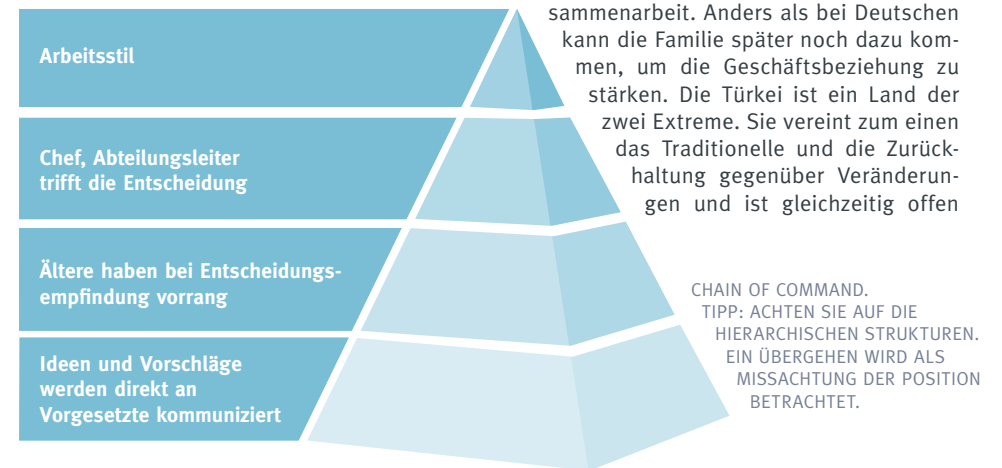 Arbeitsstil
Chef, Abteilungsleiter
trifft die Entscheidung
Ältere haben bei Entscheidungs-
empfindung vorrang
Ideen und Vorschläge
werden direkt an
Vorgesetzte kommuniziert
sammenarbeit. Anders als bei Deutschen
kann die Familie später noch dazu kom-
men, um die Geschäftsbeziehung zu
stärken. Die Türkei ist ein Land der
zwei Extreme. Sie vereint zum einen
das Traditionelle und die Zurück-
haltung gegenüber Veränderun-
gen und ist gleichzeitig offen
CHAIN OF COMMAND.
TIPP: ACHTEN SIE AUF DIE
HIERARCHISCHEN STRUKTUREN.
EIN ÜBERGEHEN WIRD ALS
MISSACHTUNG DER POSITION
BETRACHTET.